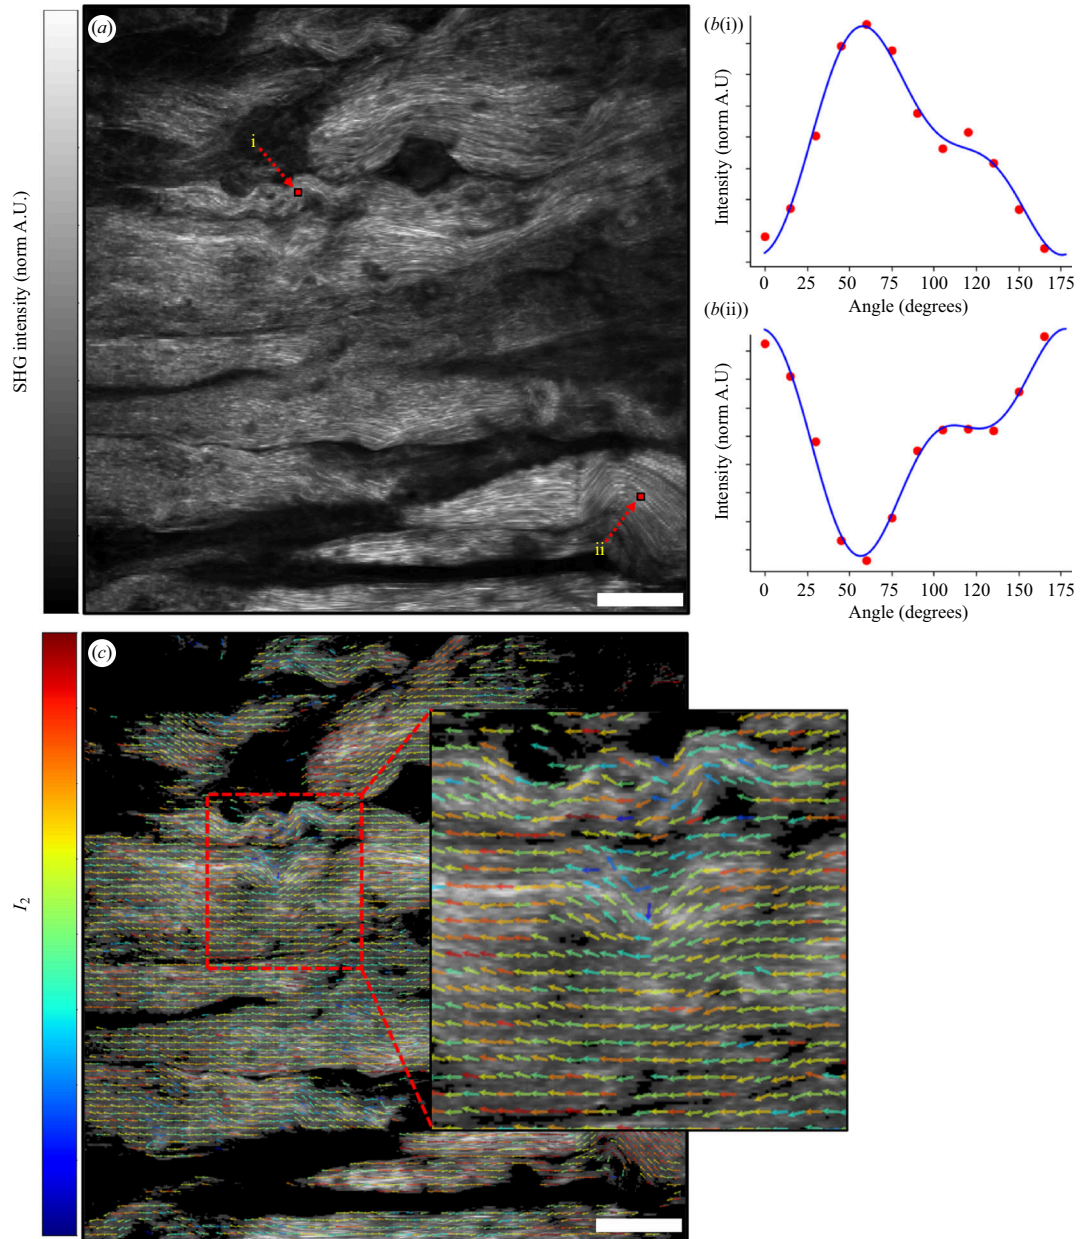 SHG intensity (norm A.U.)
(a)
i
ii
(b(i))
Intensity (norm A.U)
0 25 50 75 100 125 150 175
Angle (degrees)
(b(ii))
Intensity (norm A.U)
0 25 50 75 100 125 150 175
Angle (degrees)
I2
(c)